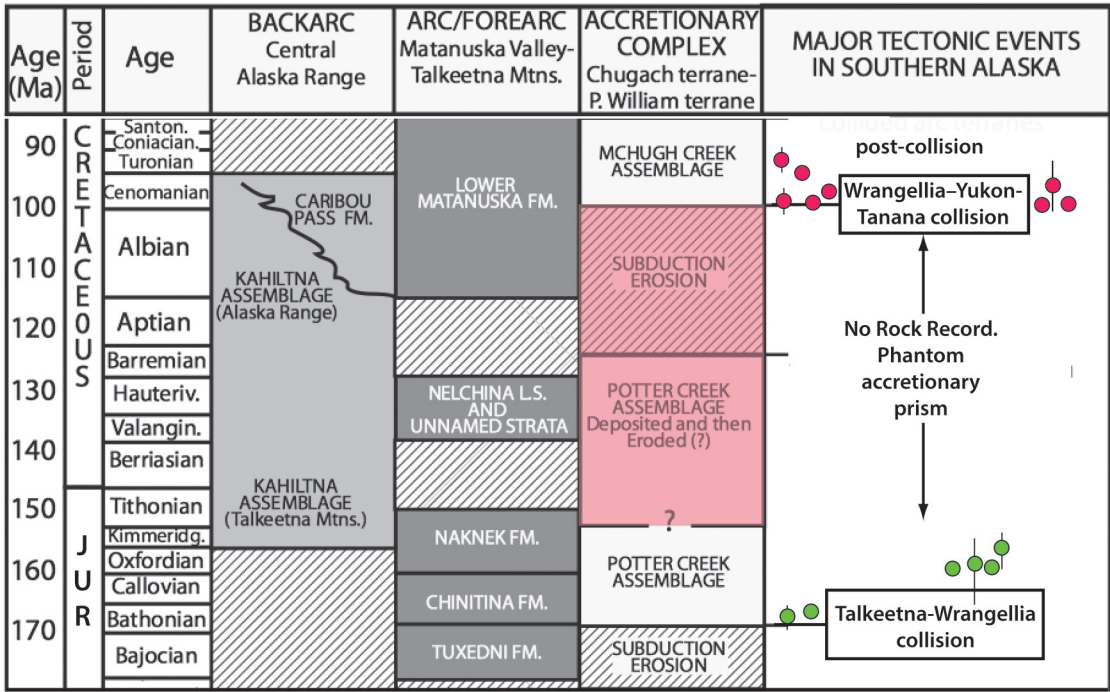 Age
(Ma)
Period
Age
BACKARC
Central
Alaska Range
ARC/FOREARC
Matanuska Valley-
Talkeetna Mtns.
ACCRETIONARY
COMPLEX
Chugach terrane-
P. William terrane
MAJOR TECTONIC EVENTS
IN SOUTHERN ALASKA
90
100
110
120
130
140
150
160
170
CRETACEOUS
JUR
Santon.
Coniacian.
Turonian
Cenomanian
Albian
Aptian
Barremian
Hauteriv.
Valangin.
Berriasian
Tithonian
Kimmeridg.
Oxfordian
Callovian
Bathonian
Bajocian
CARIBOU
PASS FM.
KAHILTNA
ASSEMBLAGE
(Alaska Range)
KAHILTNA
ASSEMBLAGE
(Talkeetna Mtns.)
LOWER
MATANUSKA FM.
NELCHINA L.S.
AND
UNNAMED STRATA
NAKNEK FM.
CHINITINA FM.
TUXEDNI FM.
MCHUGH CREEK
ASSEMBLAGE
SUBDUCTION
EROSION
POTTER CREEK
ASSEMBLAGE
Deposited and then
Eroded (?)
?
POTTER CREEK
ASSEMBLAGE
SUBDUCTION
EROSION
collided arc terranes
post-collision
Wrangellia–Yukon-
Tanana collision
No Rock Record.
Phantom
accretionary
prism
Talkeetna-Wrangellia
collision